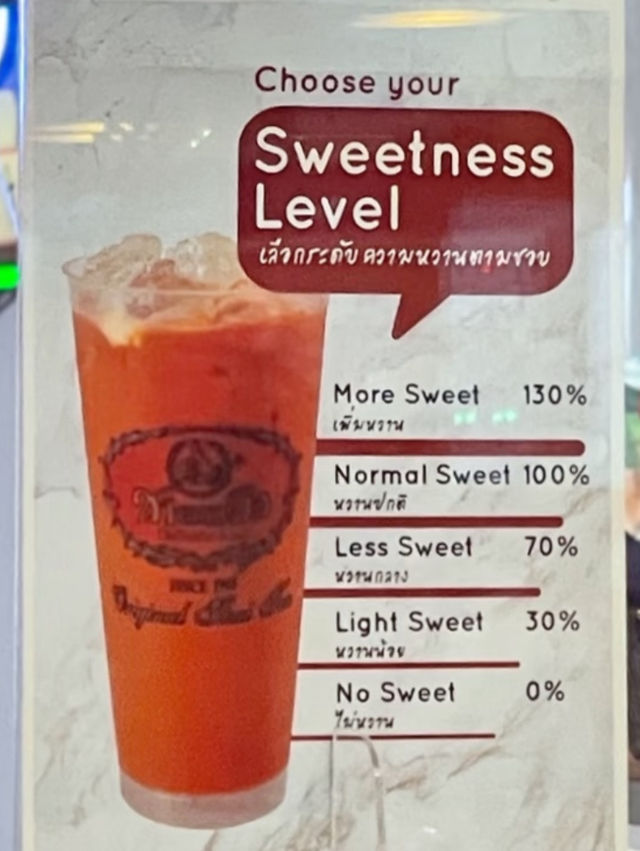 Choose your
Sweetness
Level
เลือกระดับความหวานตามชอบ
More Sweet 130%
เพิ่มหวาน
Normal Sweet 100%
หวานปกติ
Less Sweet 70%
หวานกลาง
Light Sweet 30%
หวานน้อย
No Sweet 0%
ไม่หวาน
Original Thai Tea